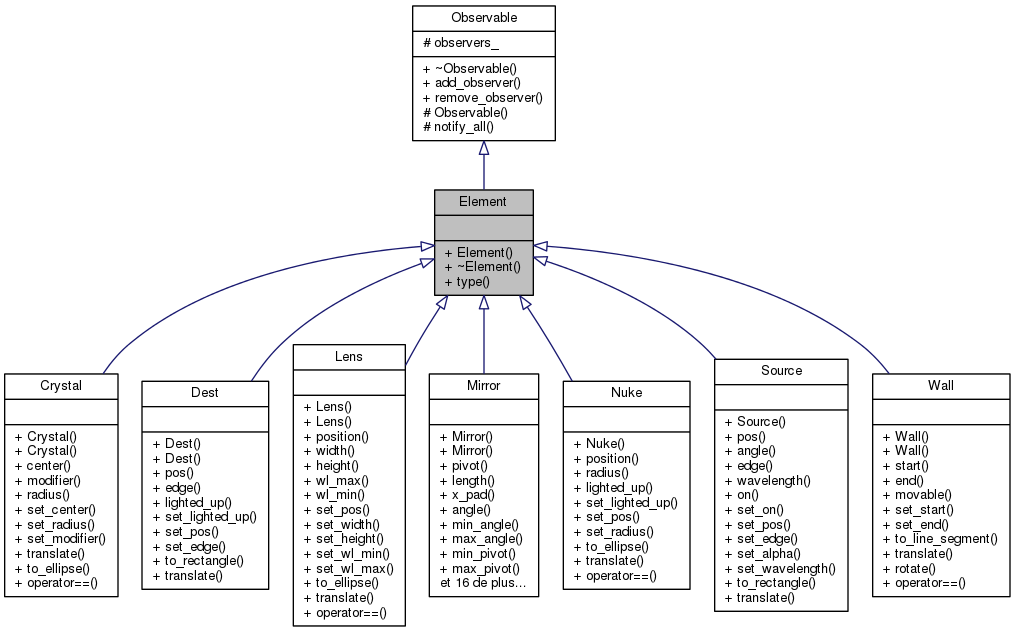 Observable
# observers_
+ ~Observable()
+ add_observer()
+ remove_observer()
# Observable()
# notify_all()
Element
+ Element()
+ ~Element()
+ type()
Crystal
+ Crystal()
+ Crystal()
+ center()
+ modifier()
+ radius()
+ set_center()
+ set_radius()
+ set_modifier()
+ translate()
+ to_ellipse()
+ operator==()
Dest
+ Dest()
+ Dest()
+ pos()
+ edge()
+ lighted_up()
+ set_lighted_up()
+ set_pos()
+ set_edge()
+ to_rectangle()
+ translate()
Lens
+ Lens()
+ Lens()
+ position()
+ width()
+ height()
+ wl_max()
+ wl_min()
+ set_pos()
+ set_width()
+ set_height()
+ set_wl_min()
+ set_wl_max()
+ to_ellipse()
+ translate()
+ operator==()
Mirror
+ Mirror()
+ Mirror()
+ pivot()
+ length()
+ x_pad()
+ angle()
+ min_angle()
+ max_angle()
+ min_pivot()
+ max_pivot()
et 16 de plus...
Nuke
+ Nuke()
+ position()
+ radius()
+ lighted_up()
+ set_lighted_up()
+ set_pos()
+ set_radius()
+ to_ellipse()
+ translate()
+ operator==()
Source
+ Source()
+ pos()
+ angle()
+ edge()
+ wavelength()
+ on()
+ set_on()
+ set_pos()
+ set_edge()
+ set_alpha()
+ set_wavelength()
+ to_rectangle()
+ translate()
Wall
+ Wall()
+ Wall()
+ start()
+ end()
+ movable()
+ set_start()
+ set_end()
+ to_line_segment()
+ translate()
+ rotate()
+ operator==()